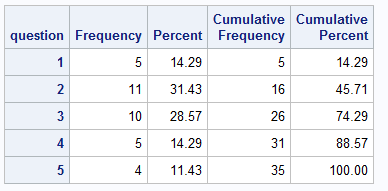 Cumulative Cumulative
question Frequency Percent Frequency Percent
1 5 14.29 5 14.29
2 11 31.43 16 45.71
3 10 28.57 26 74.29
4 5 14.29 31 88.57
5 4 11.43 35 100.00